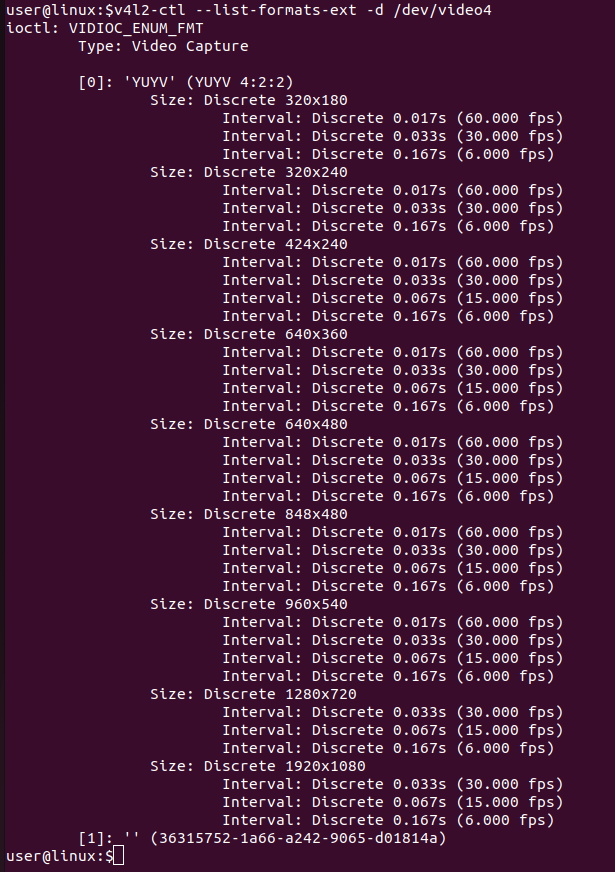 user@linux:$v4l2-ctl --list-formats-ext -d /dev/video4
ioctl: VIDIOC_ENUM_FMT
Type: Video Capture
[0]: 'YUYV' (YUYV 4:2:2)
Size: Discrete 320x180
Interval: Discrete 0.017s (60.000 fps)
Interval: Discrete 0.033s (30.000 fps)
Interval: Discrete 0.167s (6.000 fps)
Size: Discrete 320x240
Interval: Discrete 0.017s (60.000 fps)
Interval: Discrete 0.033s (30.000 fps)
Interval: Discrete 0.167s (6.000 fps)
Size: Discrete 424x240
Interval: Discrete 0.017s (60.000 fps)
Interval: Discrete 0.033s (30.000 fps)
Interval: Discrete 0.067s (15.000 fps)
Interval: Discrete 0.167s (6.000 fps)
Size: Discrete 640x360
Interval: Discrete 0.017s (60.000 fps)
Interval: Discrete 0.033s (30.000 fps)
Interval: Discrete 0.067s (15.000 fps)
Interval: Discrete 0.167s (6.000 fps)
Size: Discrete 640x480
Interval: Discrete 0.017s (60.000 fps)
Interval: Discrete 0.033s (30.000 fps)
Interval: Discrete 0.067s (15.000 fps)
Interval: Discrete 0.167s (6.000 fps)
Size: Discrete 848x480
Interval: Discrete 0.017s (60.000 fps)
Interval: Discrete 0.033s (30.000 fps)
Interval: Discrete 0.067s (15.000 fps)
Interval: Discrete 0.167s (6.000 fps)
Size: Discrete 960x540
Interval: Discrete 0.017s (60.000 fps)
Interval: Discrete 0.033s (30.000 fps)
Interval: Discrete 0.067s (15.000 fps)
Interval: Discrete 0.167s (6.000 fps)
Size: Discrete 1280x720
Interval: Discrete 0.033s (30.000 fps)
Interval: Discrete 0.067s (15.000 fps)
Interval: Discrete 0.167s (6.000 fps)
Size: Discrete 1920x1080
Interval: Discrete 0.033s (30.000 fps)
Interval: Discrete 0.067s (15.000 fps)
Interval: Discrete 0.167s (6.000 fps)
[1]: '' (36315752-1a66-a242-9065-d01814a)
user@linux:$